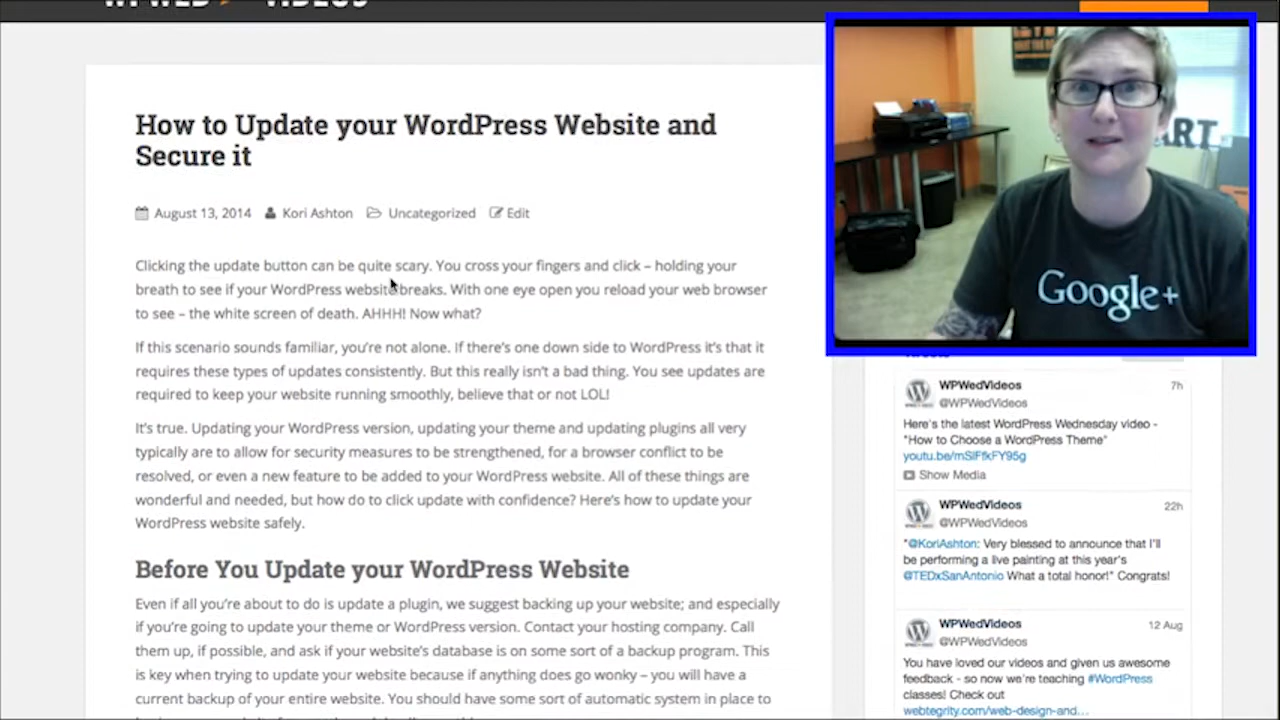 WPWED VIDEOS
How to Update your WordPress Website and
Secure it
August 13, 2014 Kori Ashton Uncategorized Edit
Clicking the update button can be quite scary. You cross your fingers and click – holding your
breath to see if your WordPress website breaks. With one eye open you reload your web browser
to see – the white screen of death. AHHH! Now what?
If this scenario sounds familiar, you're not alone. If there's one down side to WordPress it's that it
requires these types of updates consistently. But this really isn't a bad thing. You see updates are
required to keep your website running smoothly, believe that or not LOL!
It's true. Updating your WordPress version, updating your theme and updating plugins all very
typically are to allow for security measures to be strengthened, for a browser conflict to be
resolved, or even a new feature to be added to your WordPress website. All of these things are
wonderful and needed, but how do to click update with confidence? Here's how to update your
WordPress website safely.
Before You Update your WordPress Website
Even if all you're about to do is update a plugin, we suggest backing up your website; and especially
if you're going to update your theme or WordPress version. Contact your hosting company. Call
them up, if possible, and ask if your website's database is on some sort of a backup program. This
is key when trying to update your website because if anything does go wonky – you will have a
current backup of your entire website. You should have some sort of automatic system in place to
ART
Google+
WPWedVideos 7h
@WPWedVideos
Here's the latest WordPress Wednesday video -
"How to Choose a WordPress Theme"
youtu.be/mSlFfkFY95g
Show Media
WPWedVideos 22h
@WPWedVideos
"@KoriAshton: Very blessed to announce that I'll
be performing a live painting at this year's
@TEDxSanAntonio What a total honor!" Congrats!
WPWedVideos 12 Aug
@WPWedVideos
You have loved our videos and given us awesome
feedback - so now we're teaching #WordPress
classes! Check out
webtegrity.com/web-design-and...